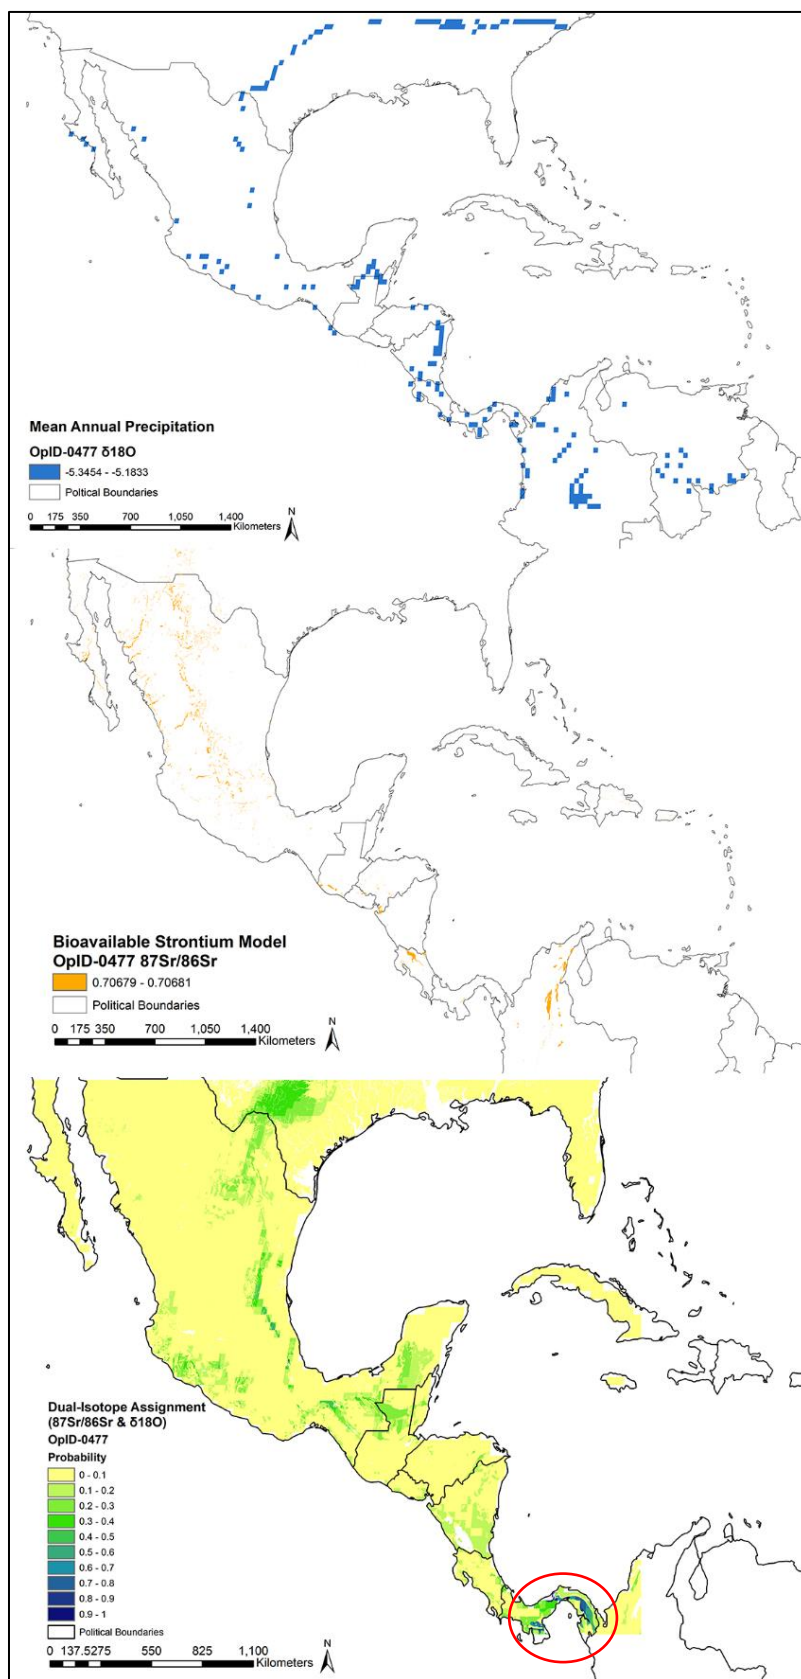 Mean Annual Precipitation
OpID-0477 δ18O
-5.3454 - -5.1833
Poltical Boundaries
0 175 350 700 1,050 1,400
Kilometers
N
Bioavailable Strontium Model
OpID-0477 87Sr/86Sr
0.70679 - 0.70681
Political Boundaries
0 175 350 700 1,050 1,400
Kilometers
N
Dual-Isotope Assignment
(87Sr/86Sr & δ18O)
OpID-0477
Probability
0 - 0.1
0.1 - 0.2
0.2 - 0.3
0.3 - 0.4
0.4 - 0.5
0.5 - 0.6
0.6 - 0.7
0.7 - 0.8
0.8 - 0.9
0.9 - 1
Political Boundaries
0 137.5275 550 825 1,100
Kilometers
N